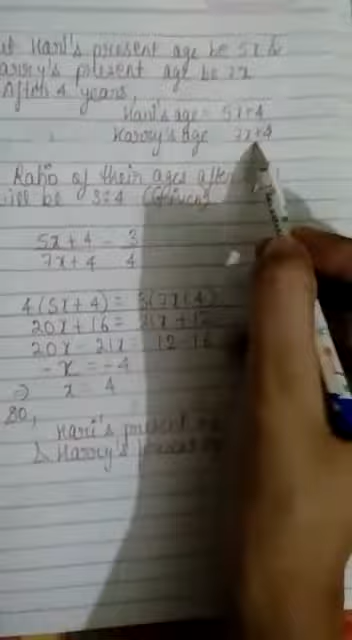 Hari's present age be 5x &
Harry's present age be 7x
After 4 years,
Hari's age = 5x+4
Harry's age 7x+4
Ratio of their ages after
will be 3:4 (Given)
5x+4 = 3
7x+4 4
4(5x+4) = 3(7x+4)
20x+16 = 21x+12
20x-21x 12-16
-x = -4
⇒ x = 4
So,
Hari's present
& Harry's present